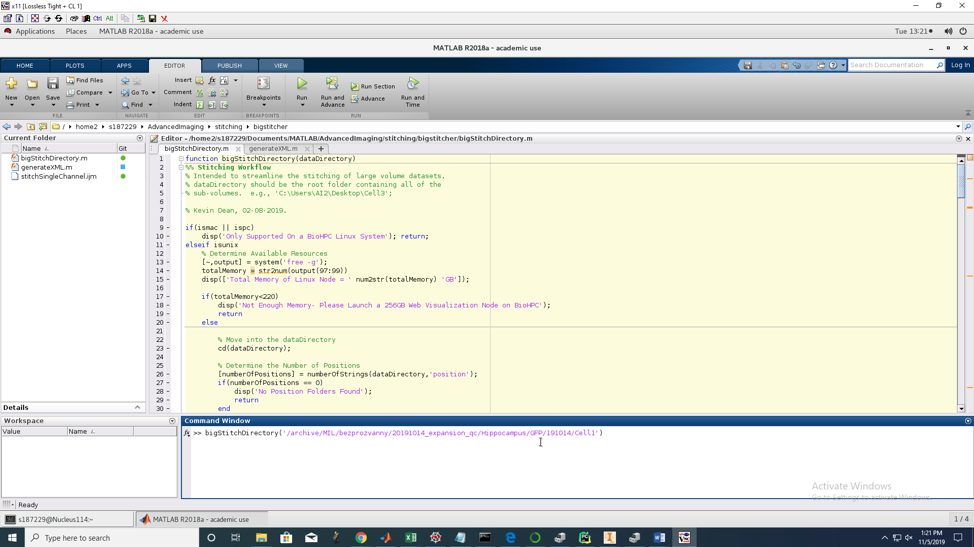 x11 (Lossless Tight + CL 1)
Ctrl Alt
Applications Places MATLAB R2018a - academic use Tue 13:21
MATLAB R2018a - academic use
HOME PLOTS APPS EDITOR PUBLISH VIEW Search Documentation Log In
New Open Save Find Files Compare Print Go To Find Insert Comment Indent fx Breakpoints Run Run and Advance Run Section Advance Run and Time
FILE NAVIGATE EDIT BREAKPOINTS RUN
/ home2 s187229 AdvancedImaging stitching bigstitcher
Current Folder
Name Git
bigStitchDirectory.m
generateXML.m
stitchSingleChannel.ijm
Details
Workspace
Value Name
Editor - /home2/s187229/Documents/MATLAB/AdvancedImaging/stitching/bigstitcher/bigStitchDirectory.m
bigStitchDirectory.m generateXML.m
1 function bigStitchDirectory(dataDirectory)
2 %% Stitching Workflow
3 % Intended to streamline the stitching of large volume datasets.
4 % dataDirectory should be the root folder containing all of the
5 % sub-volumes. e.g., 'C:\Users\AI2\Desktop\Cell3';
6
7 % Kevin Dean, 02-08-2019.
8
9 if(ismac || ispc)
10 disp('Only Supported On a BioHPC Linux System'); return;
11 elseif isunix
12 % Determine Available Resources
13 [~,output] = system('free -g');
14 totalMemory = str2num(output(97:99))
15 disp(['Total Memory of Linux Node = ' num2str(totalMemory) 'GB']);
16
17 if(totalMemory<220)
18 disp('Not Enough Memory- Please Launch a 256GB Web Visualization Node on BioHPC');
19 return
20 else
21
22 % Move into the dataDirectory
23 cd(dataDirectory);
24
25 % Determine the Number of Positions
26 [numberOfPositions] = numberOfStrings(dataDirectory,'position');
27 if(numberOfPositions == 0)
28 disp('No Position Folders Found');
29 return
30 end
Command Window
fx >> bigStitchDirectory('/archive/MIL/bezprozvanny/20191014_expansion_qc/Hippocampus/GFP/191014/Cell1')
Activate Windows
Go to Settings to activate Windows.
Ready
s187229@Nucleus114:~ MATLAB R2018a - academic use 1 / 4
Type here to search
1:21 PM
11/5/2019